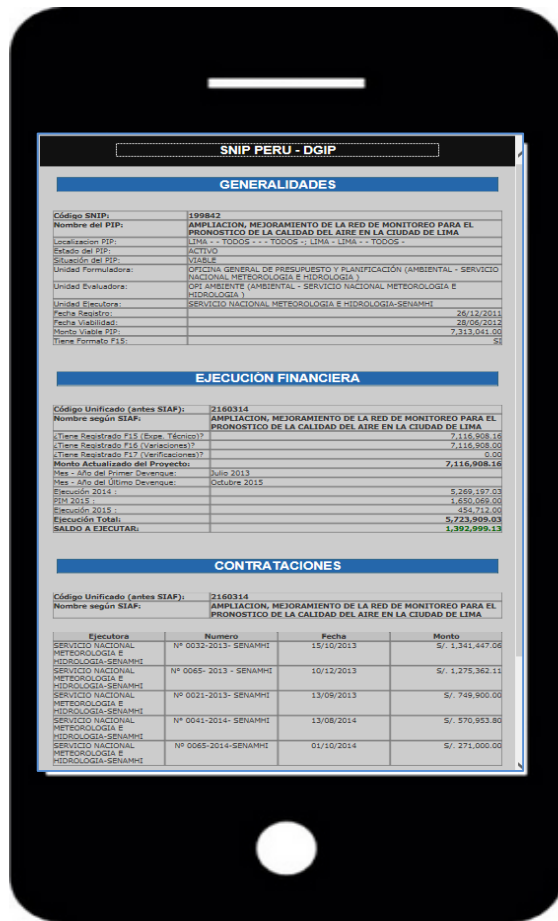 SNIP PERU - DGIP
GENERALIDADES
Código SNIP: 199842
Nombre del PIP: AMPLIACION, MEJORAMIENTO DE LA RED DE MONITOREO PARA EL
PRONOSTICO DE LA CALIDAD DEL AIRE EN LA CIUDAD DE LIMA
Localizacion PIP: LIMA - - TODOS - - - TODOS -; LIMA - LIMA - - TODOS -
Estado del PIP: ACTIVO
Situación del PIP: VIABLE
Unidad Formuladora: OFICINA GENERAL DE PRESUPUESTO Y PLANIFICACIÓN (AMBIENTAL - SERVICIO
NACIONAL METEOROLOGIA E HIDROLOGIA )
Unidad Evaluadora: OPI AMBIENTE (AMBIENTAL - SERVICIO NACIONAL METEOROLOGIA E
HIDROLOGIA )
Unidad Ejecutora: SERVICIO NACIONAL METEOROLOGIA E HIDROLOGIA-SENAMHI
Fecha Registro: 26/12/2011
Fecha Viabilidad: 28/06/2012
Monto Viable PIP: 7,313,041.00
Tiene Formato F15: SI
EJECUCIÓN FINANCIERA
Código Unificado (antes SIAF): 2160314
Nombre según SIAF: AMPLIACION, MEJORAMIENTO DE LA RED DE MONITOREO PARA EL
PRONOSTICO DE LA CALIDAD DEL AIRE EN LA CIUDAD DE LIMA
¿Tiene Registrado F15 (Expe. Técnico)? 7,116,908.16
¿Tiene Registrado F16 (Variaciones)? 7,116,908.00
¿Tiene Registrado F17 (Verificaciones)? 0.00
Monto Actualizado del Proyecto: 7,116,908.16
Mes - Año del Primer Devengue: Julio 2013
Mes - Año del Último Devengue: Octubre 2015
Ejecución 2014 : 5,269,197.03
PIM 2015 : 1,650,069.00
Ejecución 2015 : 454,712.00
Ejecución Total: 5,723,909.03
SALDO A EJECUTAR: 1,392,999.13
CONTRATACIONES
Código Unificado (antes SIAF): 2160314
Nombre según SIAF: AMPLIACION, MEJORAMIENTO DE LA RED DE MONITOREO PARA EL
PRONOSTICO DE LA CALIDAD DEL AIRE EN LA CIUDAD DE LIMA
Ejecutora Numero Fecha Monto
SERVICIO NACIONAL Nº 0032-2013- SENAMHI 15/10/2013 S/. 1,341,447.06
METEOROLOGIA E
HIDROLOGIA-SENAMHI
SERVICIO NACIONAL Nº 0065- 2013 - SENAMHI 10/12/2013 S/. 1,275,362.11
METEOROLOGIA E
HIDROLOGIA-SENAMHI
SERVICIO NACIONAL Nº 0021-2013- SENAMHI 13/09/2013 S/. 749,900.00
METEOROLOGIA E
HIDROLOGIA-SENAMHI
SERVICIO NACIONAL Nº 0041-2014- SENAMHI 13/08/2014 S/. 570,953.80
METEOROLOGIA E
HIDROLOGIA-SENAMHI
SERVICIO NACIONAL Nº 0065-2014-SENAMHI 01/10/2014 S/. 271,000.00
METEOROLOGIA E
HIDROLOGIA-SENAMHI